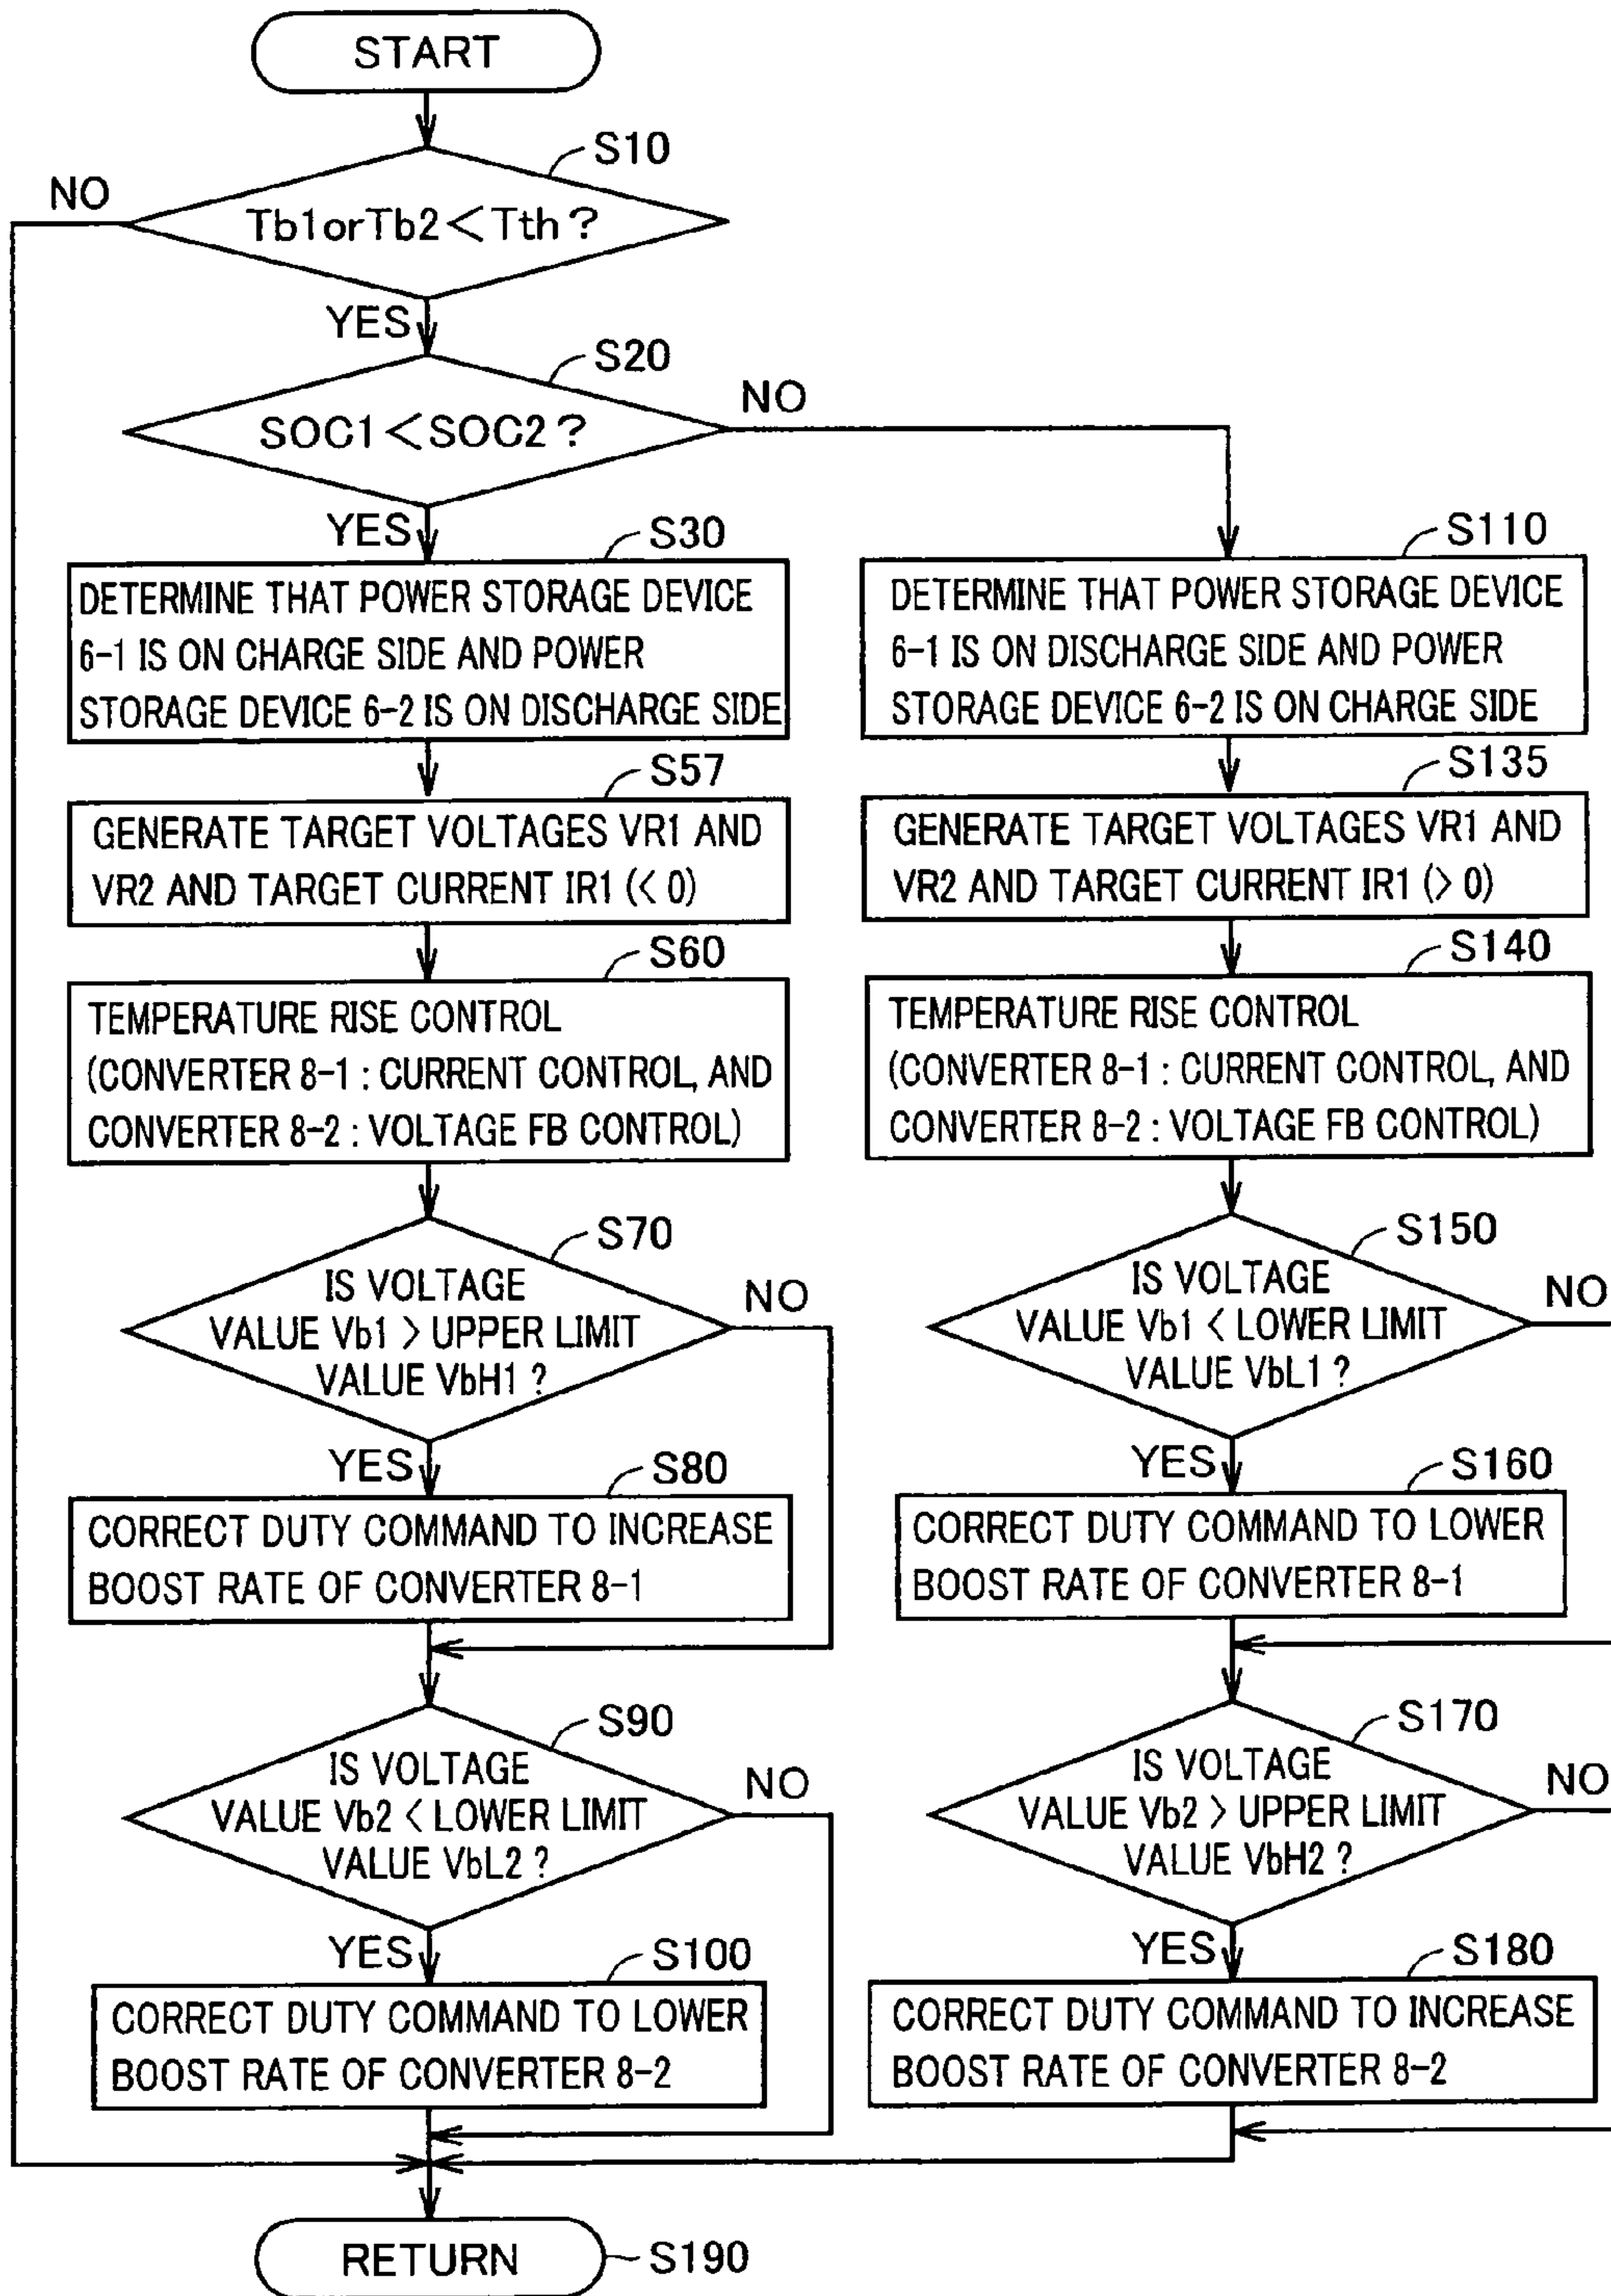 START
S10
NO
Tb1orTb2<Tth?
YES
S20
SOC1<SOC2?
NO
YES
S30
DETERMINE THAT POWER STORAGE DEVICE
6-1 IS ON CHARGE SIDE AND POWER
STORAGE DEVICE 6-2 IS ON DISCHARGE SIDE
S57
GENERATE TARGET VOLTAGES VR1 AND
VR2 AND TARGET CURRENT IR1 (< 0)
S60
TEMPERATURE RISE CONTROL
(CONVERTER 8-1 : CURRENT CONTROL, AND
CONVERTER 8-2 : VOLTAGE FB CONTROL)
S70
IS VOLTAGE
VALUE Vb1 > UPPER LIMIT
VALUE VbH1 ?
NO
YES
S80
CORRECT DUTY COMMAND TO INCREASE
BOOST RATE OF CONVERTER 8-1
S90
IS VOLTAGE
VALUE Vb2 < LOWER LIMIT
VALUE VbL2 ?
NO
YES
S100
CORRECT DUTY COMMAND TO LOWER
BOOST RATE OF CONVERTER 8-2
S110
DETERMINE THAT POWER STORAGE DEVICE
6-1 IS ON DISCHARGE SIDE AND POWER
STORAGE DEVICE 6-2 IS ON CHARGE SIDE
S135
GENERATE TARGET VOLTAGES VR1 AND
VR2 AND TARGET CURRENT IR1 (> 0)
S140
TEMPERATURE RISE CONTROL
(CONVERTER 8-1 : CURRENT CONTROL, AND
CONVERTER 8-2 : VOLTAGE FB CONTROL)
S150
IS VOLTAGE
VALUE Vb1 < LOWER LIMIT
VALUE VbL1 ?
NO
YES
S160
CORRECT DUTY COMMAND TO LOWER
BOOST RATE OF CONVERTER 8-1
S170
IS VOLTAGE
VALUE Vb2 > UPPER LIMIT
VALUE VbH2 ?
NO
YES
S180
CORRECT DUTY COMMAND TO INCREASE
BOOST RATE OF CONVERTER 8-2
RETURN
S190